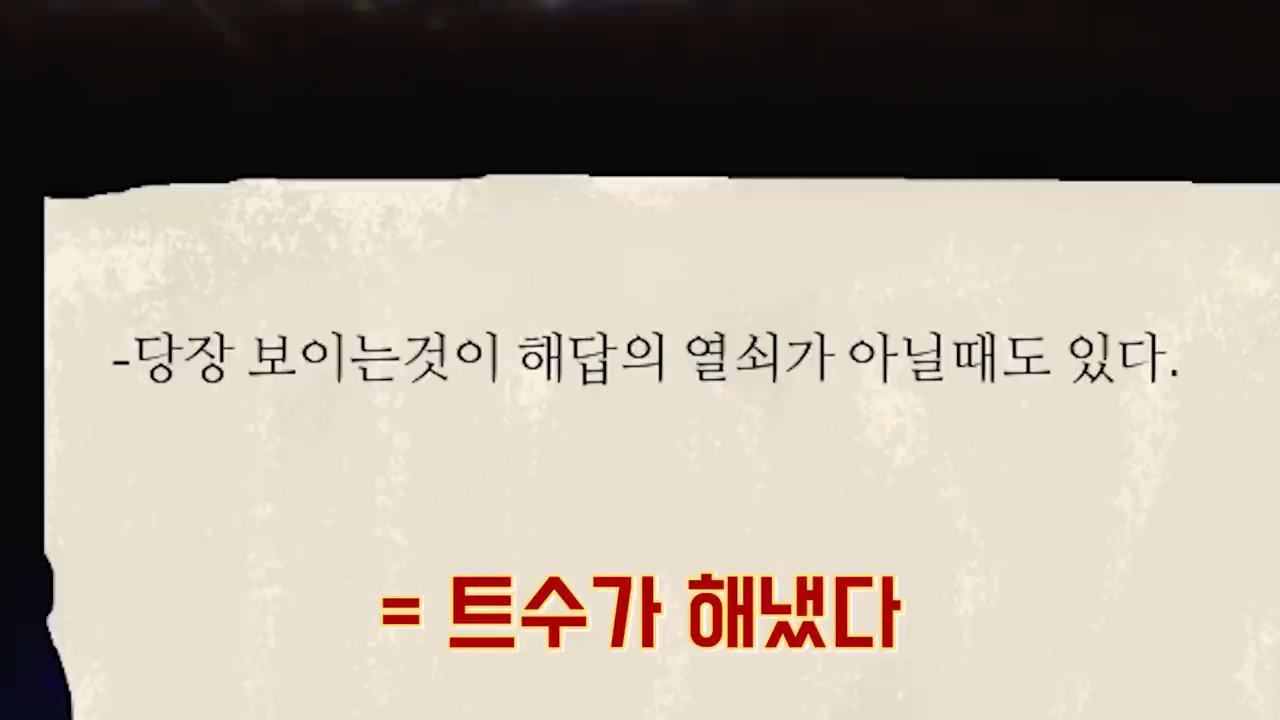 -당장 보이는것이 해답의 열쇠가 아닐때도 있다.
= 트수가 해냈다